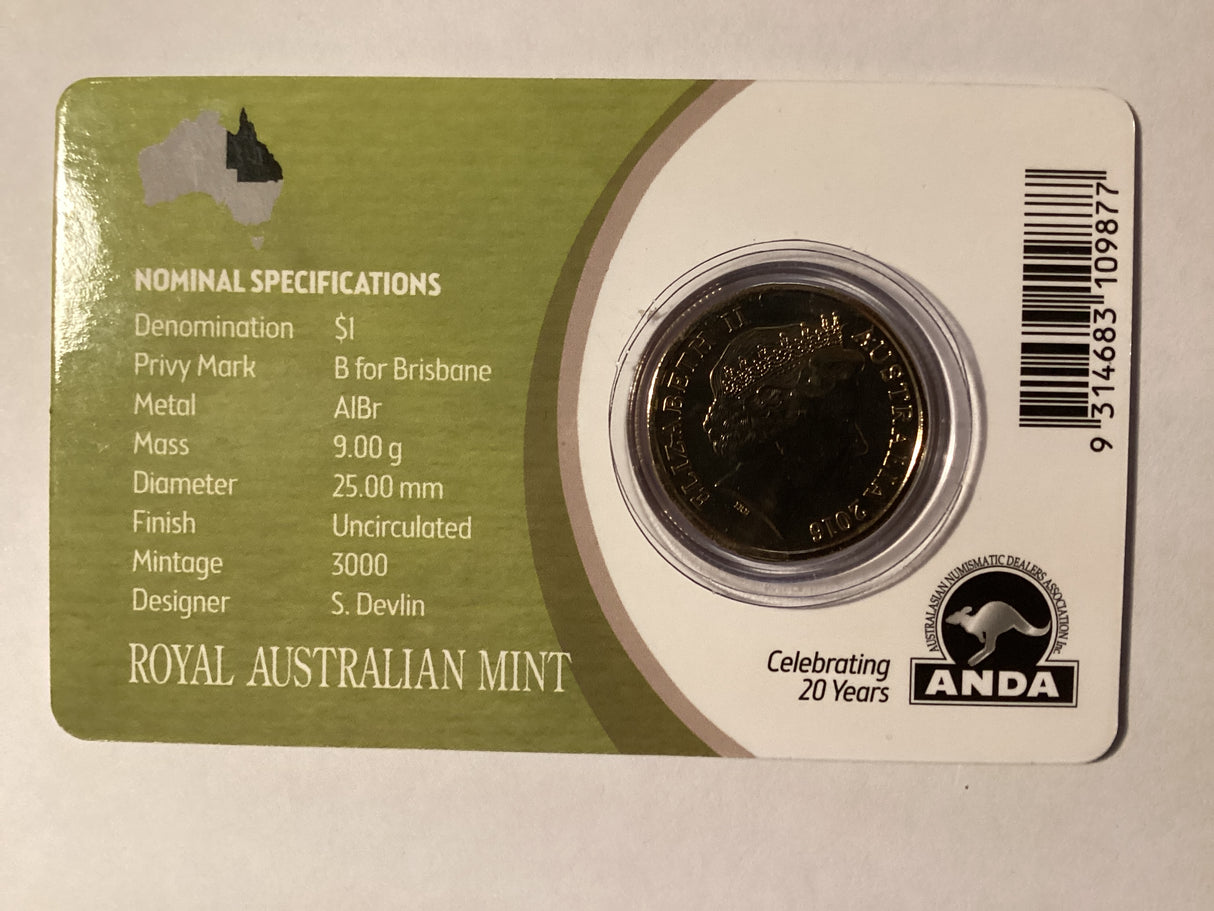 NOMINAL SPECIFICATIONS
Denomination $1
Privy Mark B for Brisbane
Metal AlBr
Mass 9.00 g
Diameter 25.00 mm
Finish Uncirculated
Mintage 3000
Designer S. Devlin
ROYAL AUSTRALIAN MINT
ELIZABETH II AUSTRALIA 2016
IRB
9 314683 109877
AUSTRALASIAN NUMISMATIC DEALERS ASSOCIATION Inc.
ANDA
Celebrating
20 Years